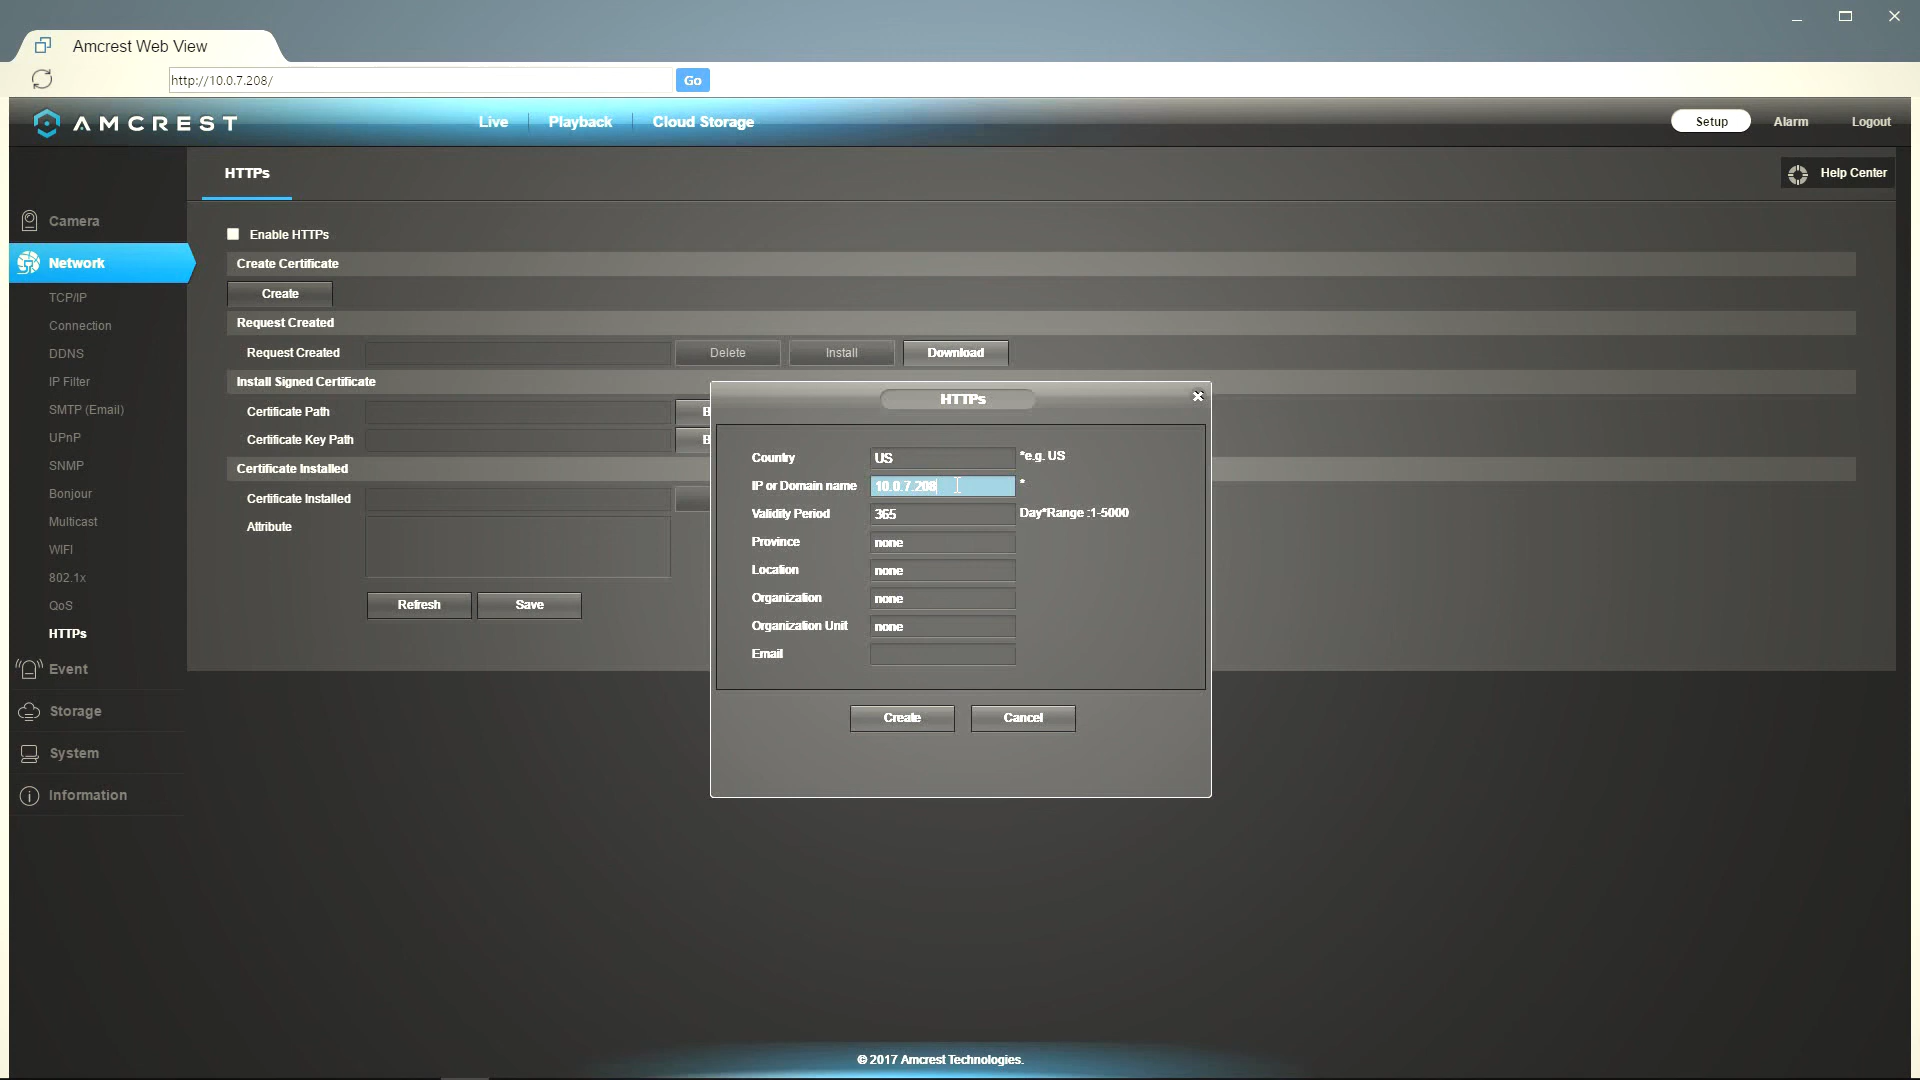 Amcrest Web View
http://10.0.7.208/
Go
AMCREST
Live
Playback
Cloud Storage
Setup
Alarm
Logout
HTTPs
Help Center
Camera
Network
TCP/IP
Connection
DDNS
IP Filter
SMTP (Email)
UPnP
SNMP
Bonjour
Multicast
WIFI
802.1x
QoS
HTTPs
Event
Storage
System
Information
Enable HTTPs
Create Certificate
Create
Request Created
Request Created
Delete
Install
Download
Install Signed Certificate
Certificate Path
B
Certificate Key Path
B
Certificate Installed
Certificate Installed
Attribute
Refresh
Save
HTTPs
Country
US
*e.g. US
IP or Domain name
10.0.7.208
*
Validity Period
365
Day*Range :1-5000
Province
none
Location
none
Organization
none
Organization Unit
none
Email
Create
Cancel
© 2017 Amcrest Technologies.